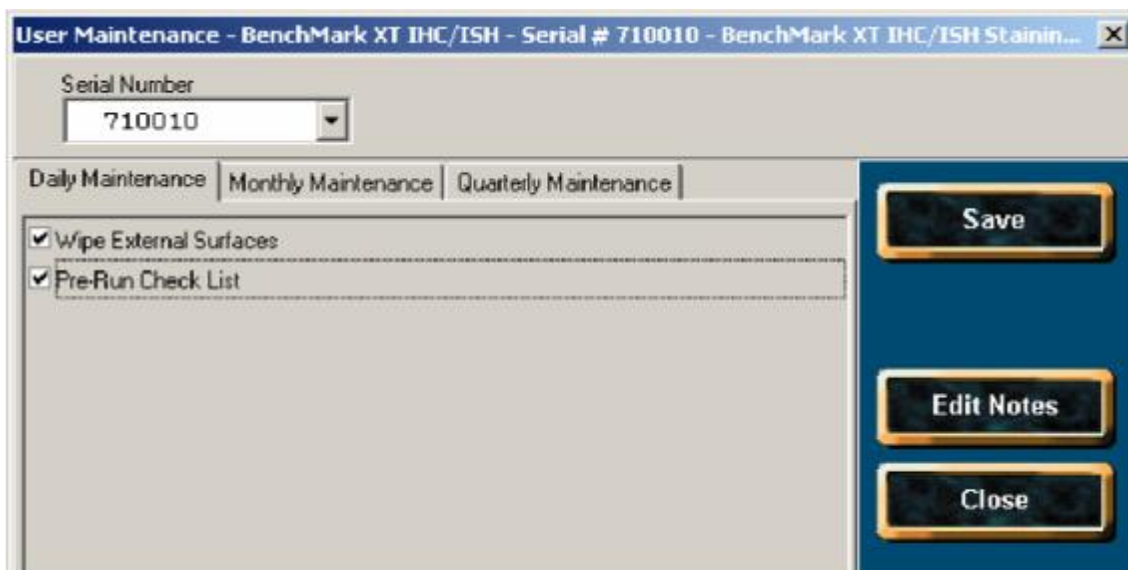 User Maintenance - BenchMark XT IHC/ISH - Serial # 710010 - BenchMark XT IHC/ISH Stainin...
Serial Number
710010
Daily Maintenance Monthly Maintenance Quarterly Maintenance
Wipe External Surfaces
Pre-Run Check List
Save
Edit Notes
Close